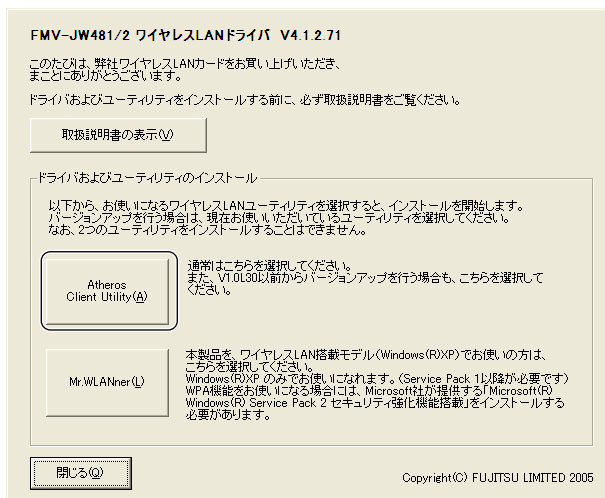 FMV-JW481/2 ワイヤレスLANドライバ V4.1.2.71
このたびは、弊社ワイヤレスLANカードをお買い上げいただき、
まことにありがとうございます。
ドライバおよびユーティリティをインストールする前に、必ず取扱説明書をご覧ください。
取扱説明書の表示(V)
ドライバおよびユーティリティのインストール
以下から、お使いになるワイヤレスLANユーティリティを選択すると、インストールを開始します。
バージョンアップを行う場合は、現在お使いいただいているユーティリティを選択してください。
なお、2つのユーティリティをインストールすることはできません。
Atheros
Client Utility(A)
通常はこちらを選択してください。
また、V1.0L30以前からバージョンアップを行う場合も、こちらを選択して
ください。
Mr.WLANner(L)
本製品を、ワイヤレスLAN搭載モデル(Windows(R)XP)でお使いの方は、
こちらを選択してください。
Windows(R)XP のみでお使いになれます。(Service Pack 1以降が必要です)
WPA機能をお使いになる場合には、Microsoft社が提供する「Microsoft(R)
Windows(R) Service Pack 2 セキュリティ強化機能搭載」をインストールする
必要があります。
閉じる(Q)
Copyright(C) FUJITSU LIMITED 2005